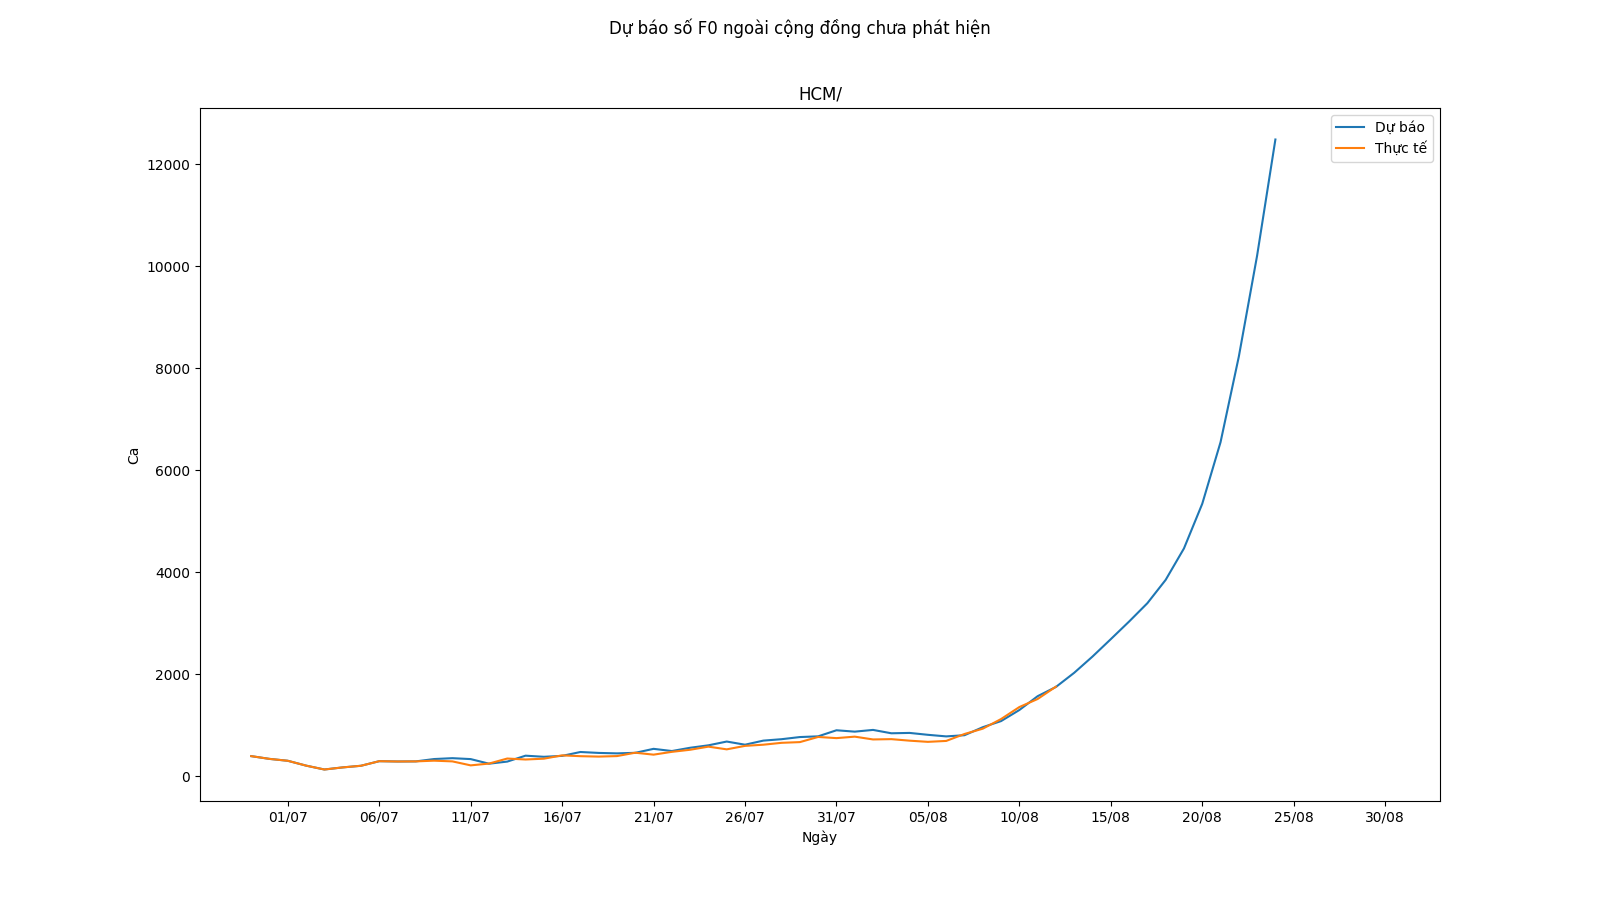 Dự báo số F0 ngoài cộng đồng chưa phát hiện
HCM/
Dự báo
Thực tế
12000
10000
8000
6000
4000
2000
0
Ca
01/07 06/07 11/07 16/07 21/07 26/07 31/07 05/08 10/08 15/08 20/08 25/08 30/08
Ngày